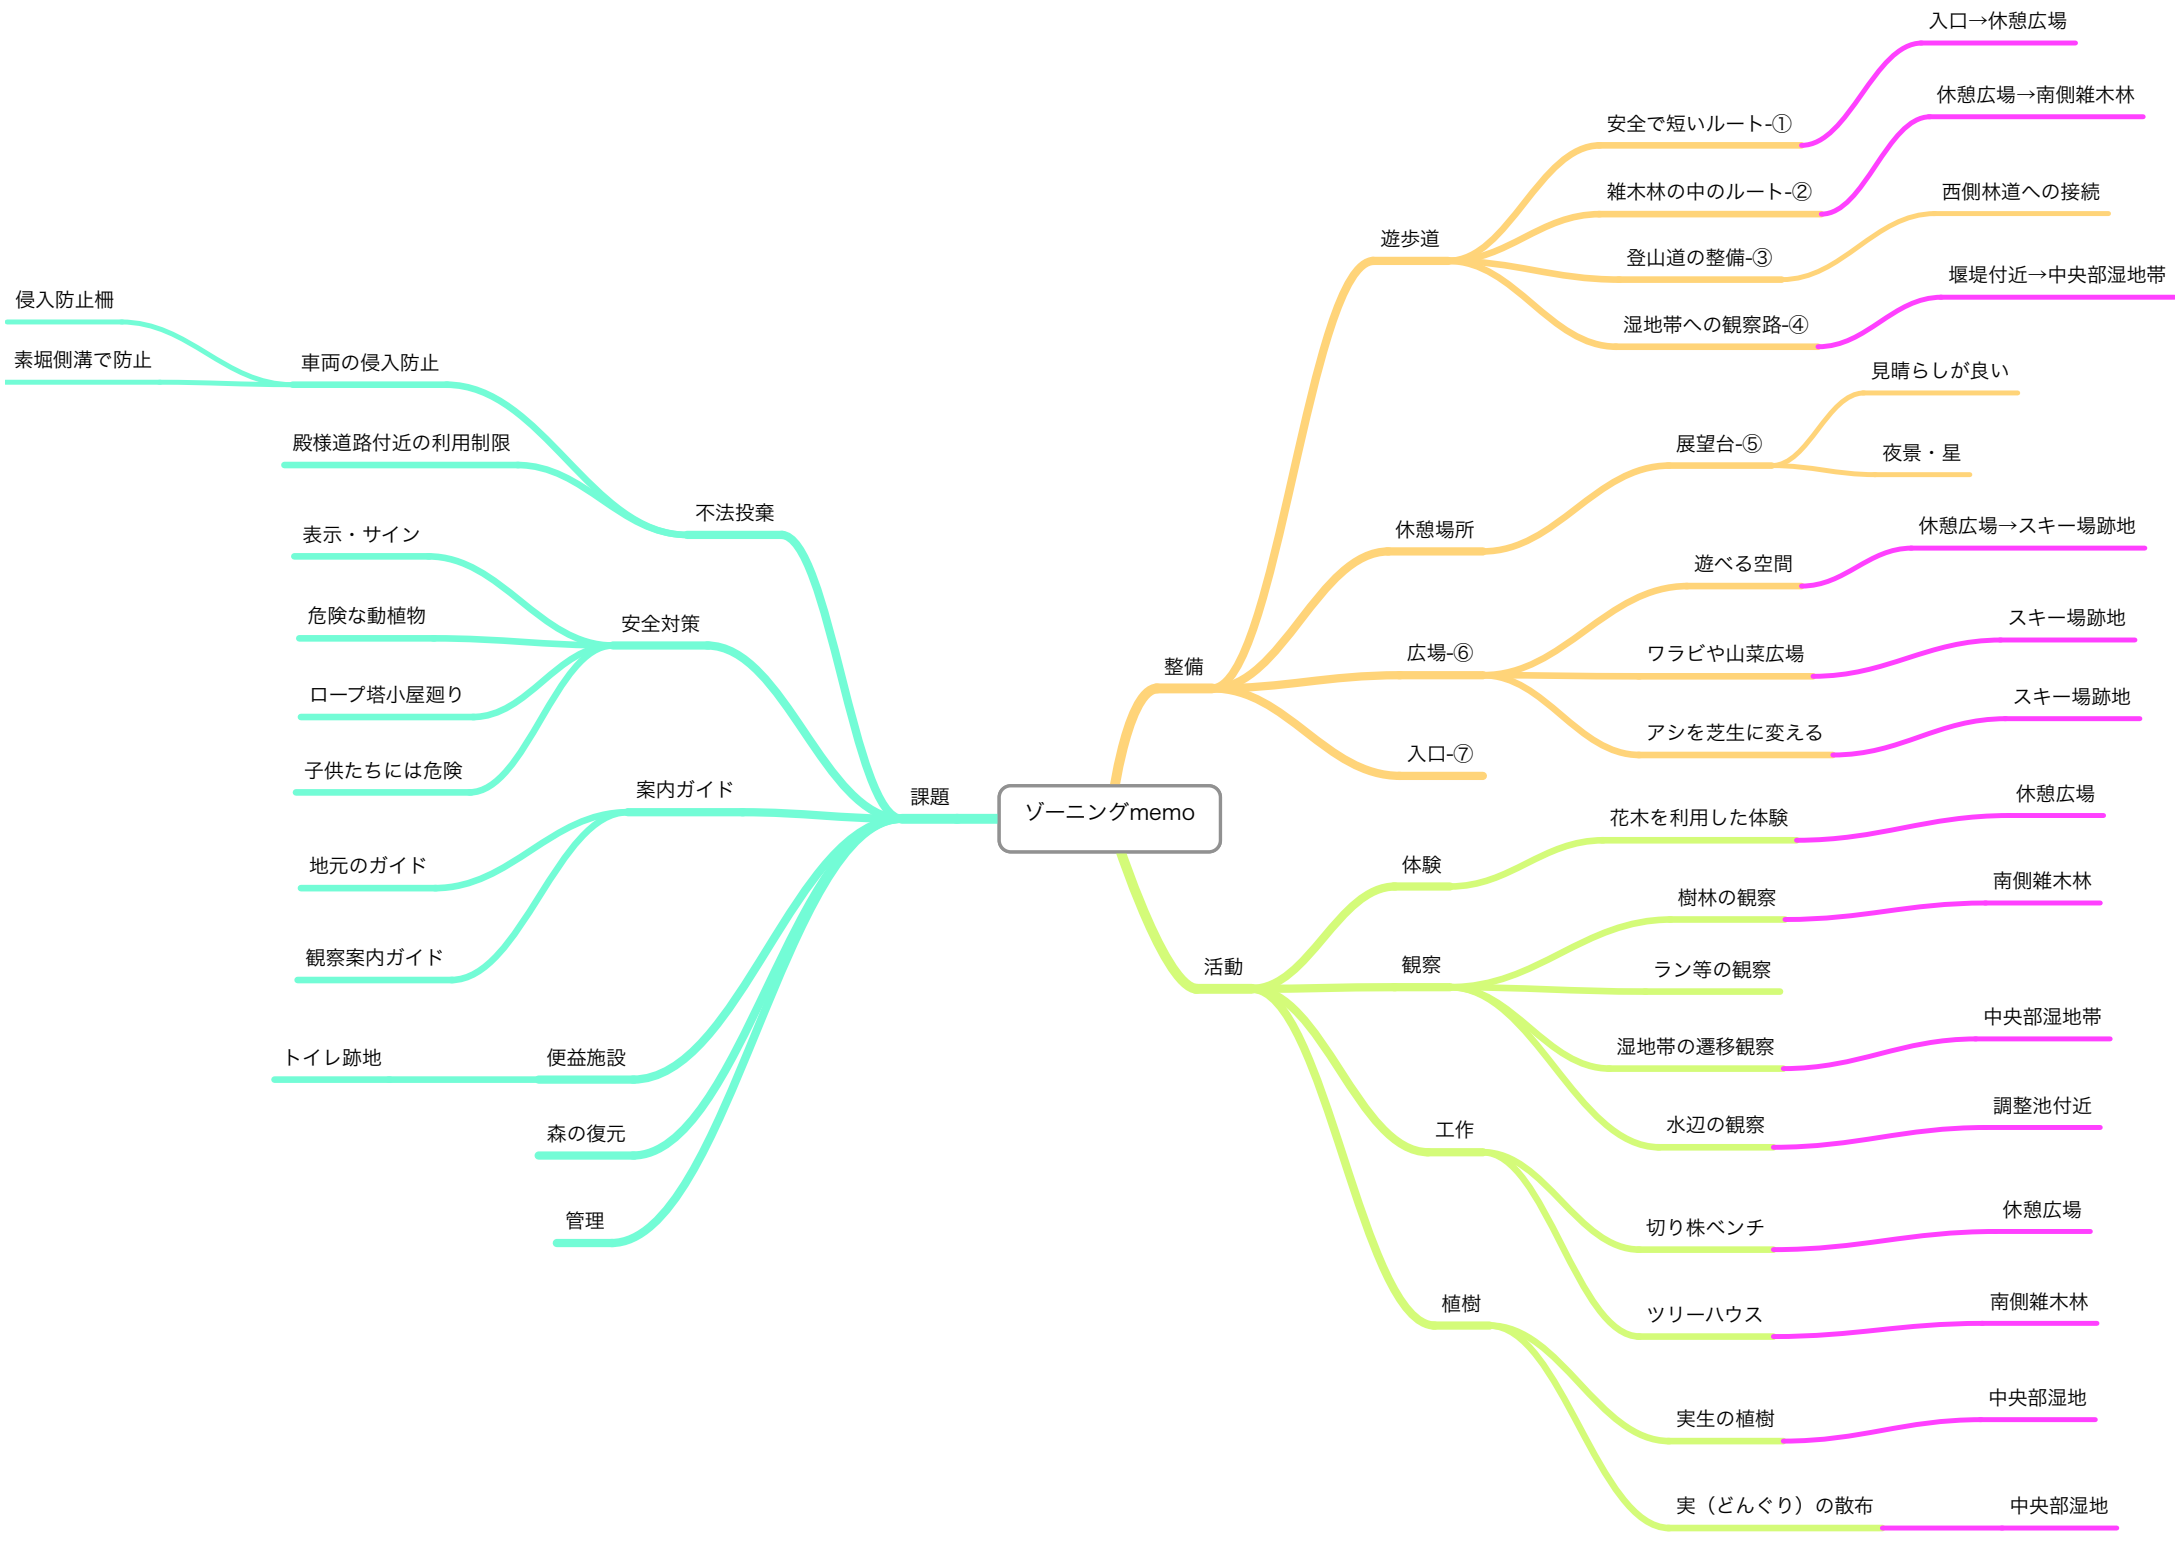 ゾーニングmemo
整備
遊歩道
安全で短いルート-①
入口→休憩広場
雑木林の中のルート-②
休憩広場→南側雑木林
登山道の整備-③
西側林道への接続
湿地帯への観察路-④
堰堤付近→中央部湿地帯
休憩場所
展望台-⑤
見晴らしが良い
夜景・星
広場-⑥
遊べる空間
休憩広場→スキー場跡地
ワラビや山菜広場
スキー場跡地
アシを芝生に変える
スキー場跡地
入口-⑦
活動
体験
花木を利用した体験
休憩広場
観察
樹林の観察
南側雑木林
ラン等の観察
湿地帯の遷移観察
中央部湿地帯
水辺の観察
調整池付近
工作
切り株ベンチ
休憩広場
ツリーハウス
南側雑木林
植樹
実生の植樹
中央部湿地
実（どんぐり）の散布
中央部湿地
課題
不法投棄
車両の侵入防止
侵入防止柵
素堀側溝で防止
殿様道路付近の利用制限
安全対策
表示・サイン
危険な動植物
ロープ塔小屋廻り
子供たちには危険
案内ガイド
地元のガイド
観察案内ガイド
便益施設
トイレ跡地
森の復元
管理